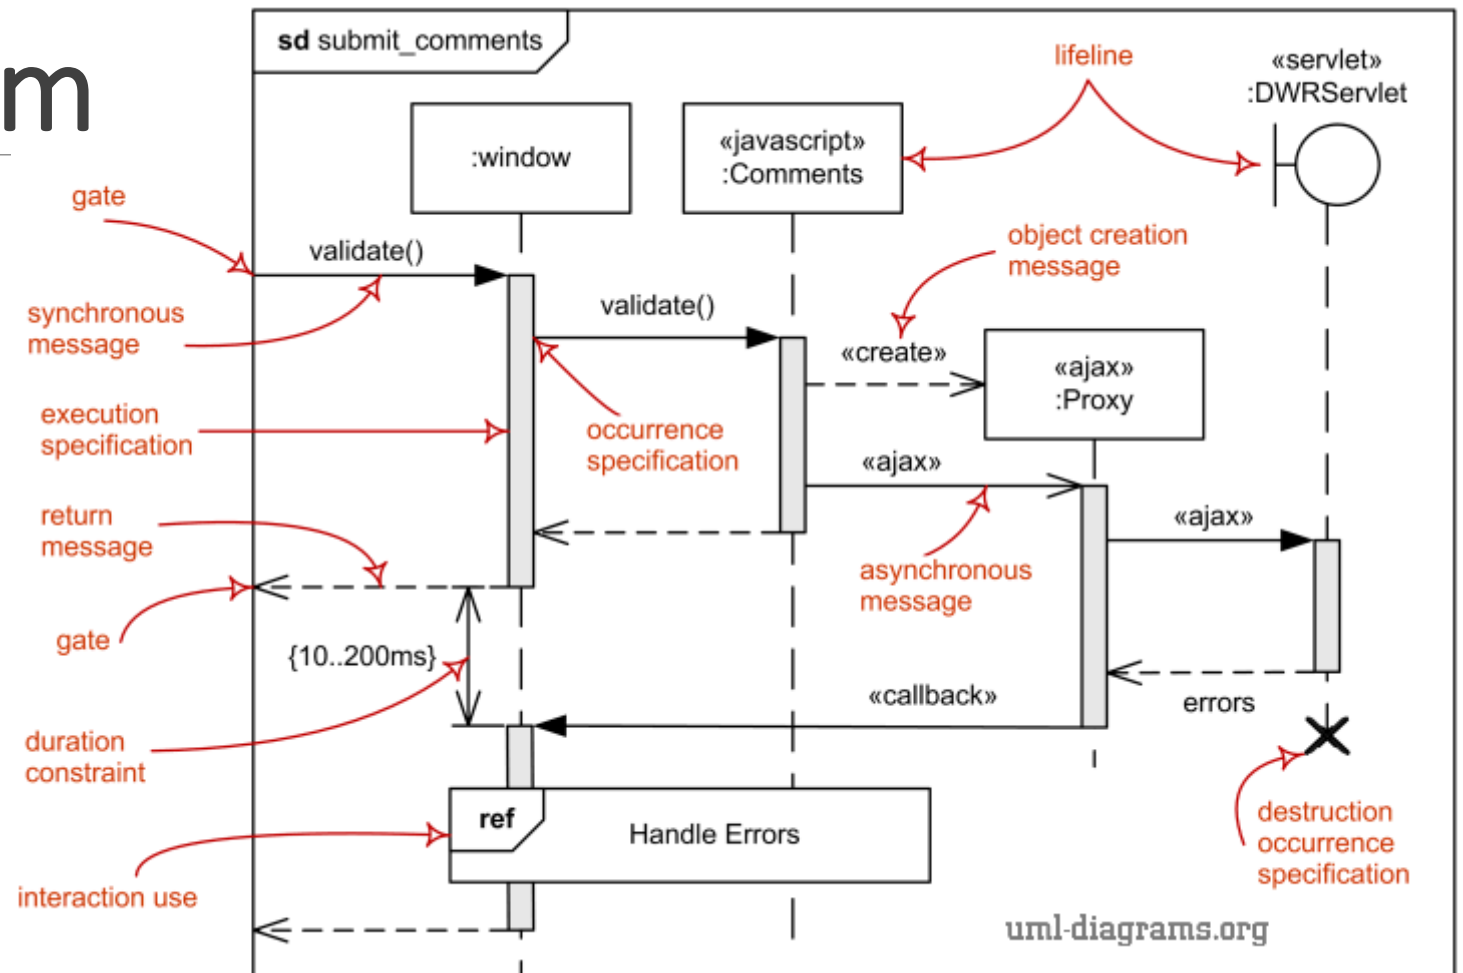 m
sd submit_comments
lifeline
«servlet»
:DWRServlet
:window
«javascript»
:Comments
gate
validate()
object creation
message
synchronous
message
validate()
«create»
«ajax»
:Proxy
execution
specification
occurrence
specification
«ajax»
return
message
«ajax»
asynchronous
message
gate
{10..200ms}
«callback»
errors
duration
constraint
ref
Handle Errors
destruction
occurrence
specification
interaction use
uml-diagrams.org